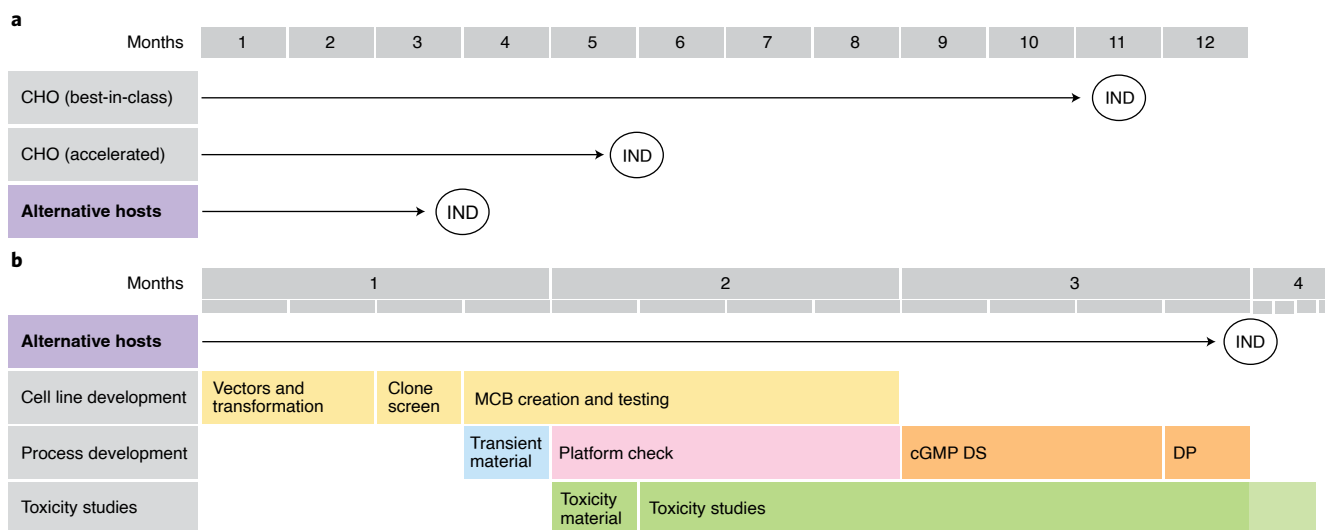 a
Months 1 2 3 4 5 6 7 8 9 10 11 12
CHO (best-in-class) IND
CHO (accelerated) IND
Alternative hosts IND
b
Months 1 2 3 4
Alternative hosts IND
Cell line development
Vectors and
transformation
Clone
screen
MCB creation and testing
Process development
Transient
material
Platform check
cGMP DS
DP
Toxicity studies
Toxicity
material
Toxicity studies